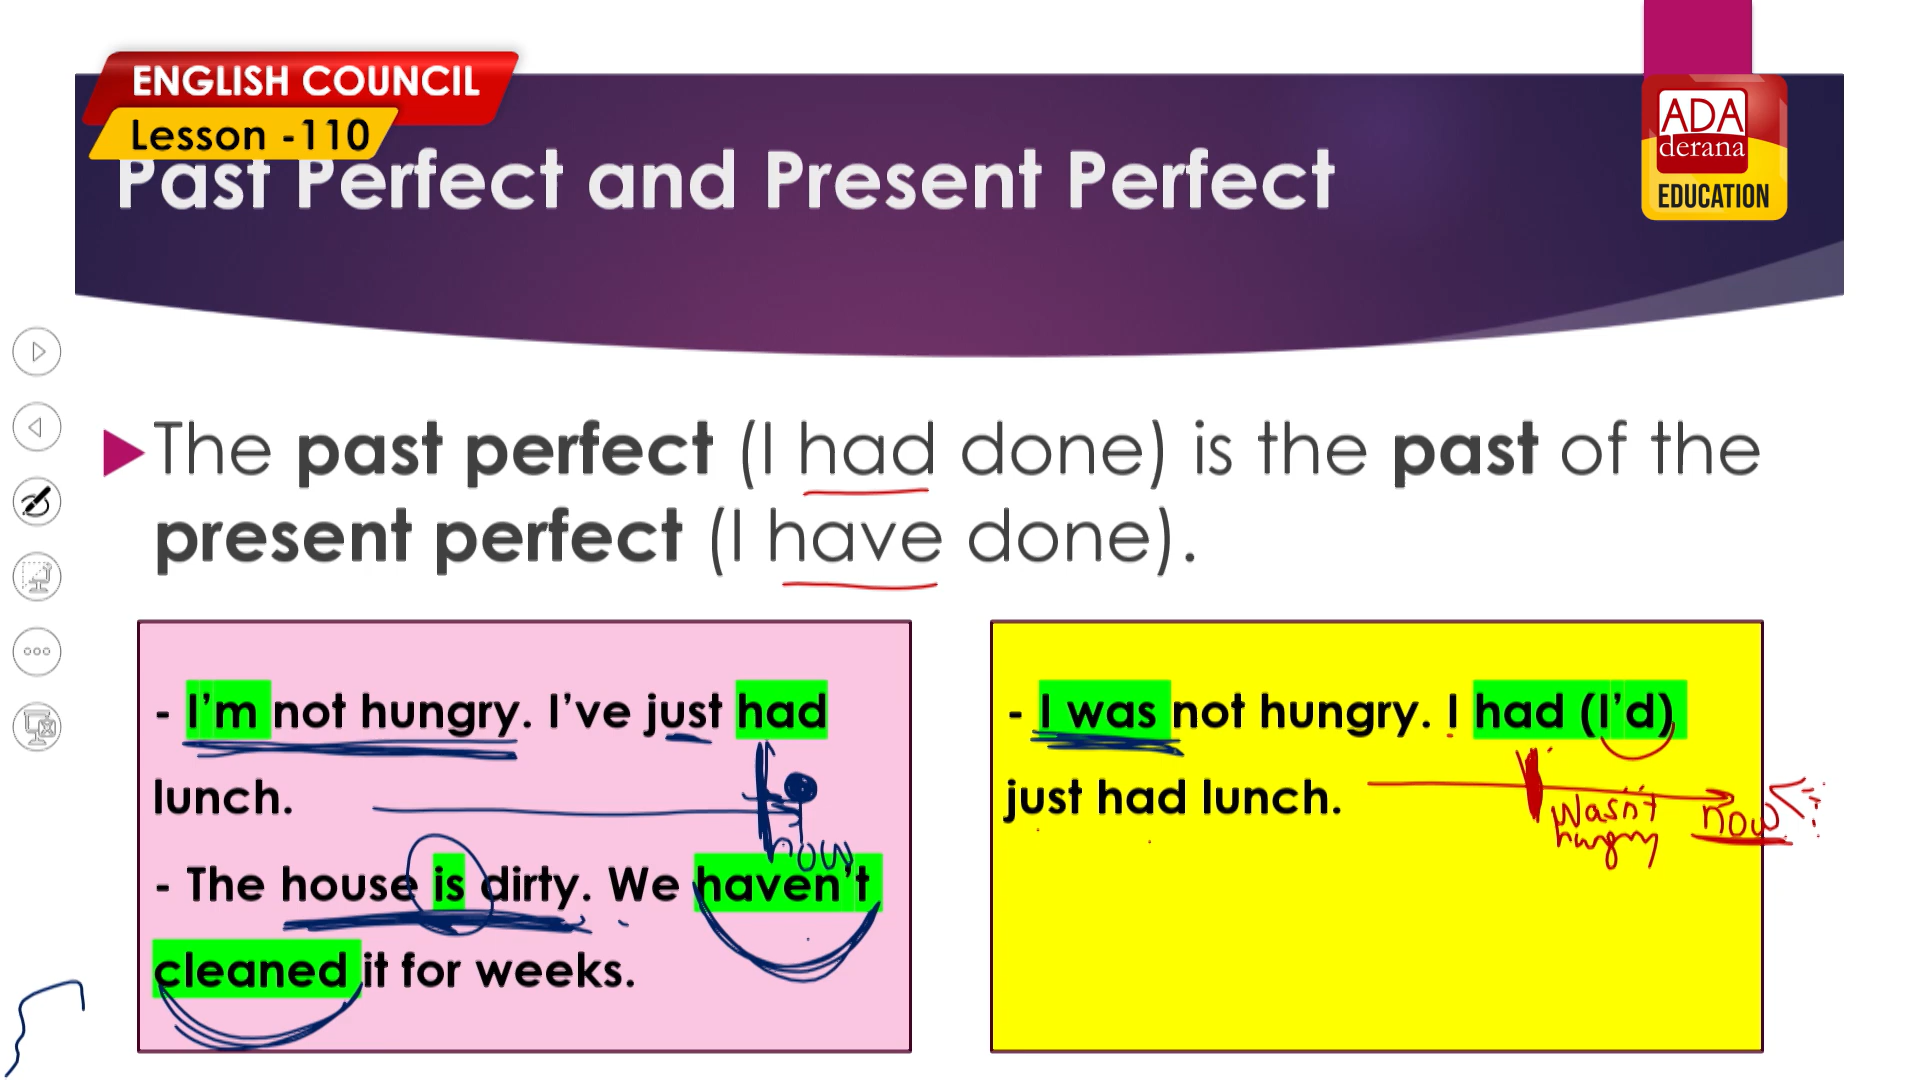 ENGLISH COUNCIL
Lesson -110
Past Perfect and Present Perfect
ADA
derana
EDUCATION
The past perfect (I had done) is the past of the
present perfect (I have done).
- I’m not hungry. I’ve just had
lunch.
now
- The house is dirty. We haven’t
cleaned it for weeks.
- I was not hungry. I had (I’d)
just had lunch.
Wasn't
hungry
now